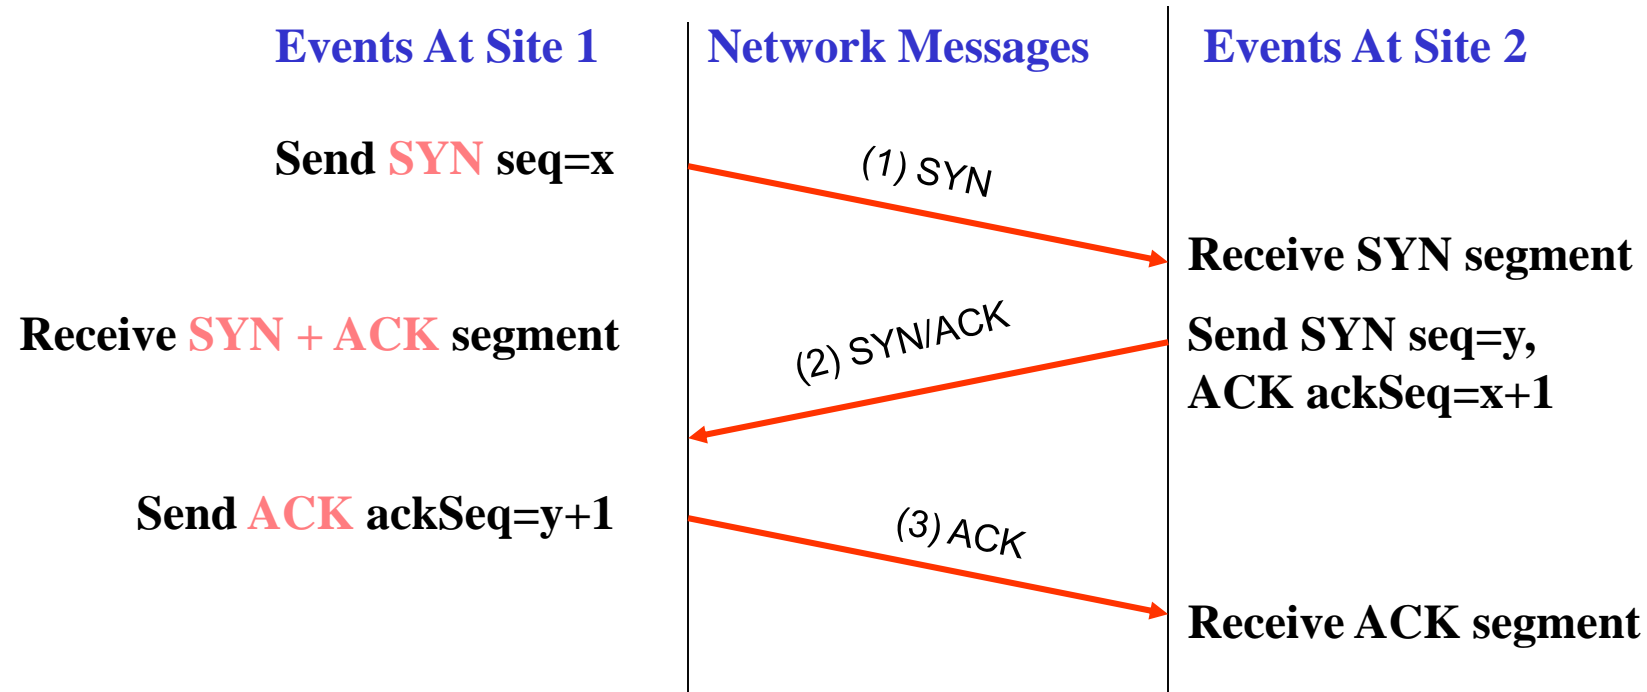 Events At Site 1
Network Messages
Events At Site 2
Send SYN seq=x
(1) SYN
Receive SYN segment
Receive SYN + ACK segment
(2) SYN/ACK
Send SYN seq=y,
ACK ackSeq=x+1
Send ACK ackSeq=y+1
(3) ACK
Receive ACK segment